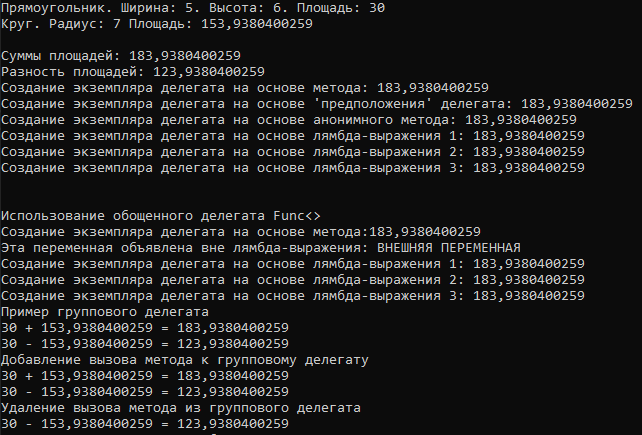 Прямоугольник. Ширина: 5. Высота: 6. Площадь: 30
Круг. Радиус: 7 Площадь: 153,9380400259
Суммы площадей: 183,9380400259
Разность площадей: 123,9380400259
Создание экземпляра делегата на основе метода: 183,9380400259
Создание экземпляра делегата на основе 'предположения' делегата: 183,9380400259
Создание экземпляра делегата на основе анонимного метода: 183,9380400259
Создание экземпляра делегата на основе лямбда-выражения 1: 183,9380400259
Создание экземпляра делегата на основе лямбда-выражения 2: 183,9380400259
Создание экземпляра делегата на основе лямбда-выражения 3: 183,9380400259
Использование обощенного делегата Func<>
Создание экземпляра делегата на основе метода:183,9380400259
Эта переменная объявлена вне лямбда-выражения: ВНЕШНЯЯ ПЕРЕМЕННАЯ
Создание экземпляра делегата на основе лямбда-выражения 1: 183,9380400259
Создание экземпляра делегата на основе лямбда-выражения 2: 183,9380400259
Создание экземпляра делегата на основе лямбда-выражения 3: 183,9380400259
Пример группового делегата
30 + 153,9380400259 = 183,9380400259
30 - 153,9380400259 = 123,9380400259
Добавление вызова метода к групповому делегату
30 + 153,9380400259 = 183,9380400259
30 - 153,9380400259 = 123,9380400259
Удаление вызова метода из группового делегата
30 - 153,9380400259 = 123,9380400259